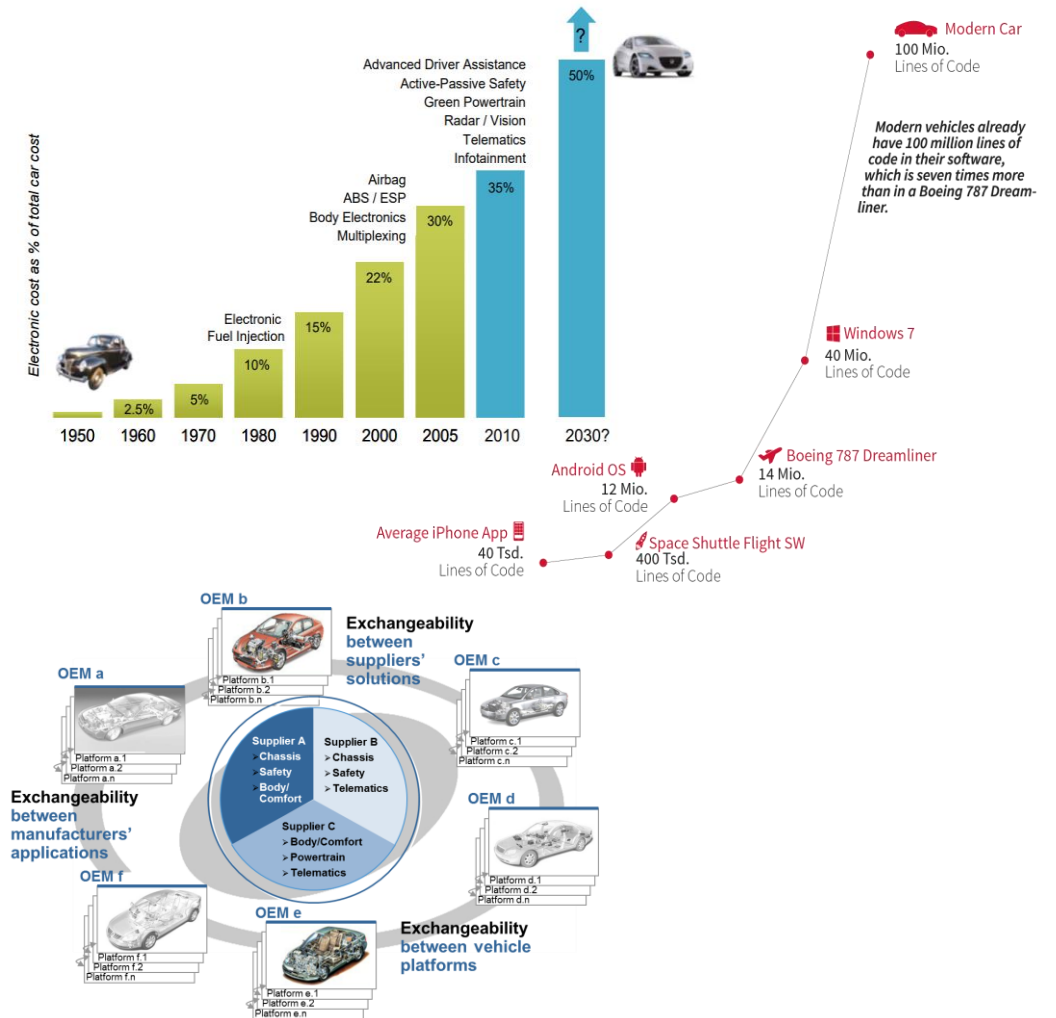 Electronic cost as % of total car cost
?
50%
Advanced Driver Assistance
Active-Passive Safety
Green Powertrain
Radar / Vision
Telematics
Infotainment
35%
Airbag
ABS / ESP
Body Electronics
Multiplexing
30%
22%
Electronic
Fuel Injection
15%
10%
5%
2.5%
1950
1960
1970
1980
1990
2000
2005
2010
2030?
Modern Car
100 Mio.
Lines of Code
Modern vehicles already
have 100 million lines of
code in their software,
which is seven times more
than in a Boeing 787 Dream-
liner.
Windows 7
40 Mio.
Lines of Code
Boeing 787 Dreamliner
14 Mio.
Lines of Code
Android OS
12 Mio.
Lines of Code
Space Shuttle Flight SW
400 Tsd.
Lines of Code
Average iPhone App
40 Tsd.
Lines of Code
OEM b
Platform b.1
Platform b.2
Platform b.n
Exchangeability
between
suppliers'
solutions
OEM c
Platform c.1
Platform c.2
Platform c.n
OEM a
Platform a.1
Platform a.2
Platform a.n
Supplier A
➢ Chassis
➢ Safety
➢ Body/
Comfort
Supplier B
➢ Chassis
➢ Safety
➢ Telematics
Supplier C
➢ Body/Comfort
➢ Powertrain
➢ Telematics
Exchangeability
between
manufacturers'
applications
OEM d
Platform d.1
Platform d.2
Platform d.n
OEM f
Platform f.1
Platform f.2
Platform f.n
OEM e
Platform e.1
Platform e.2
Platform e.n
Exchangeability
between vehicle
platforms